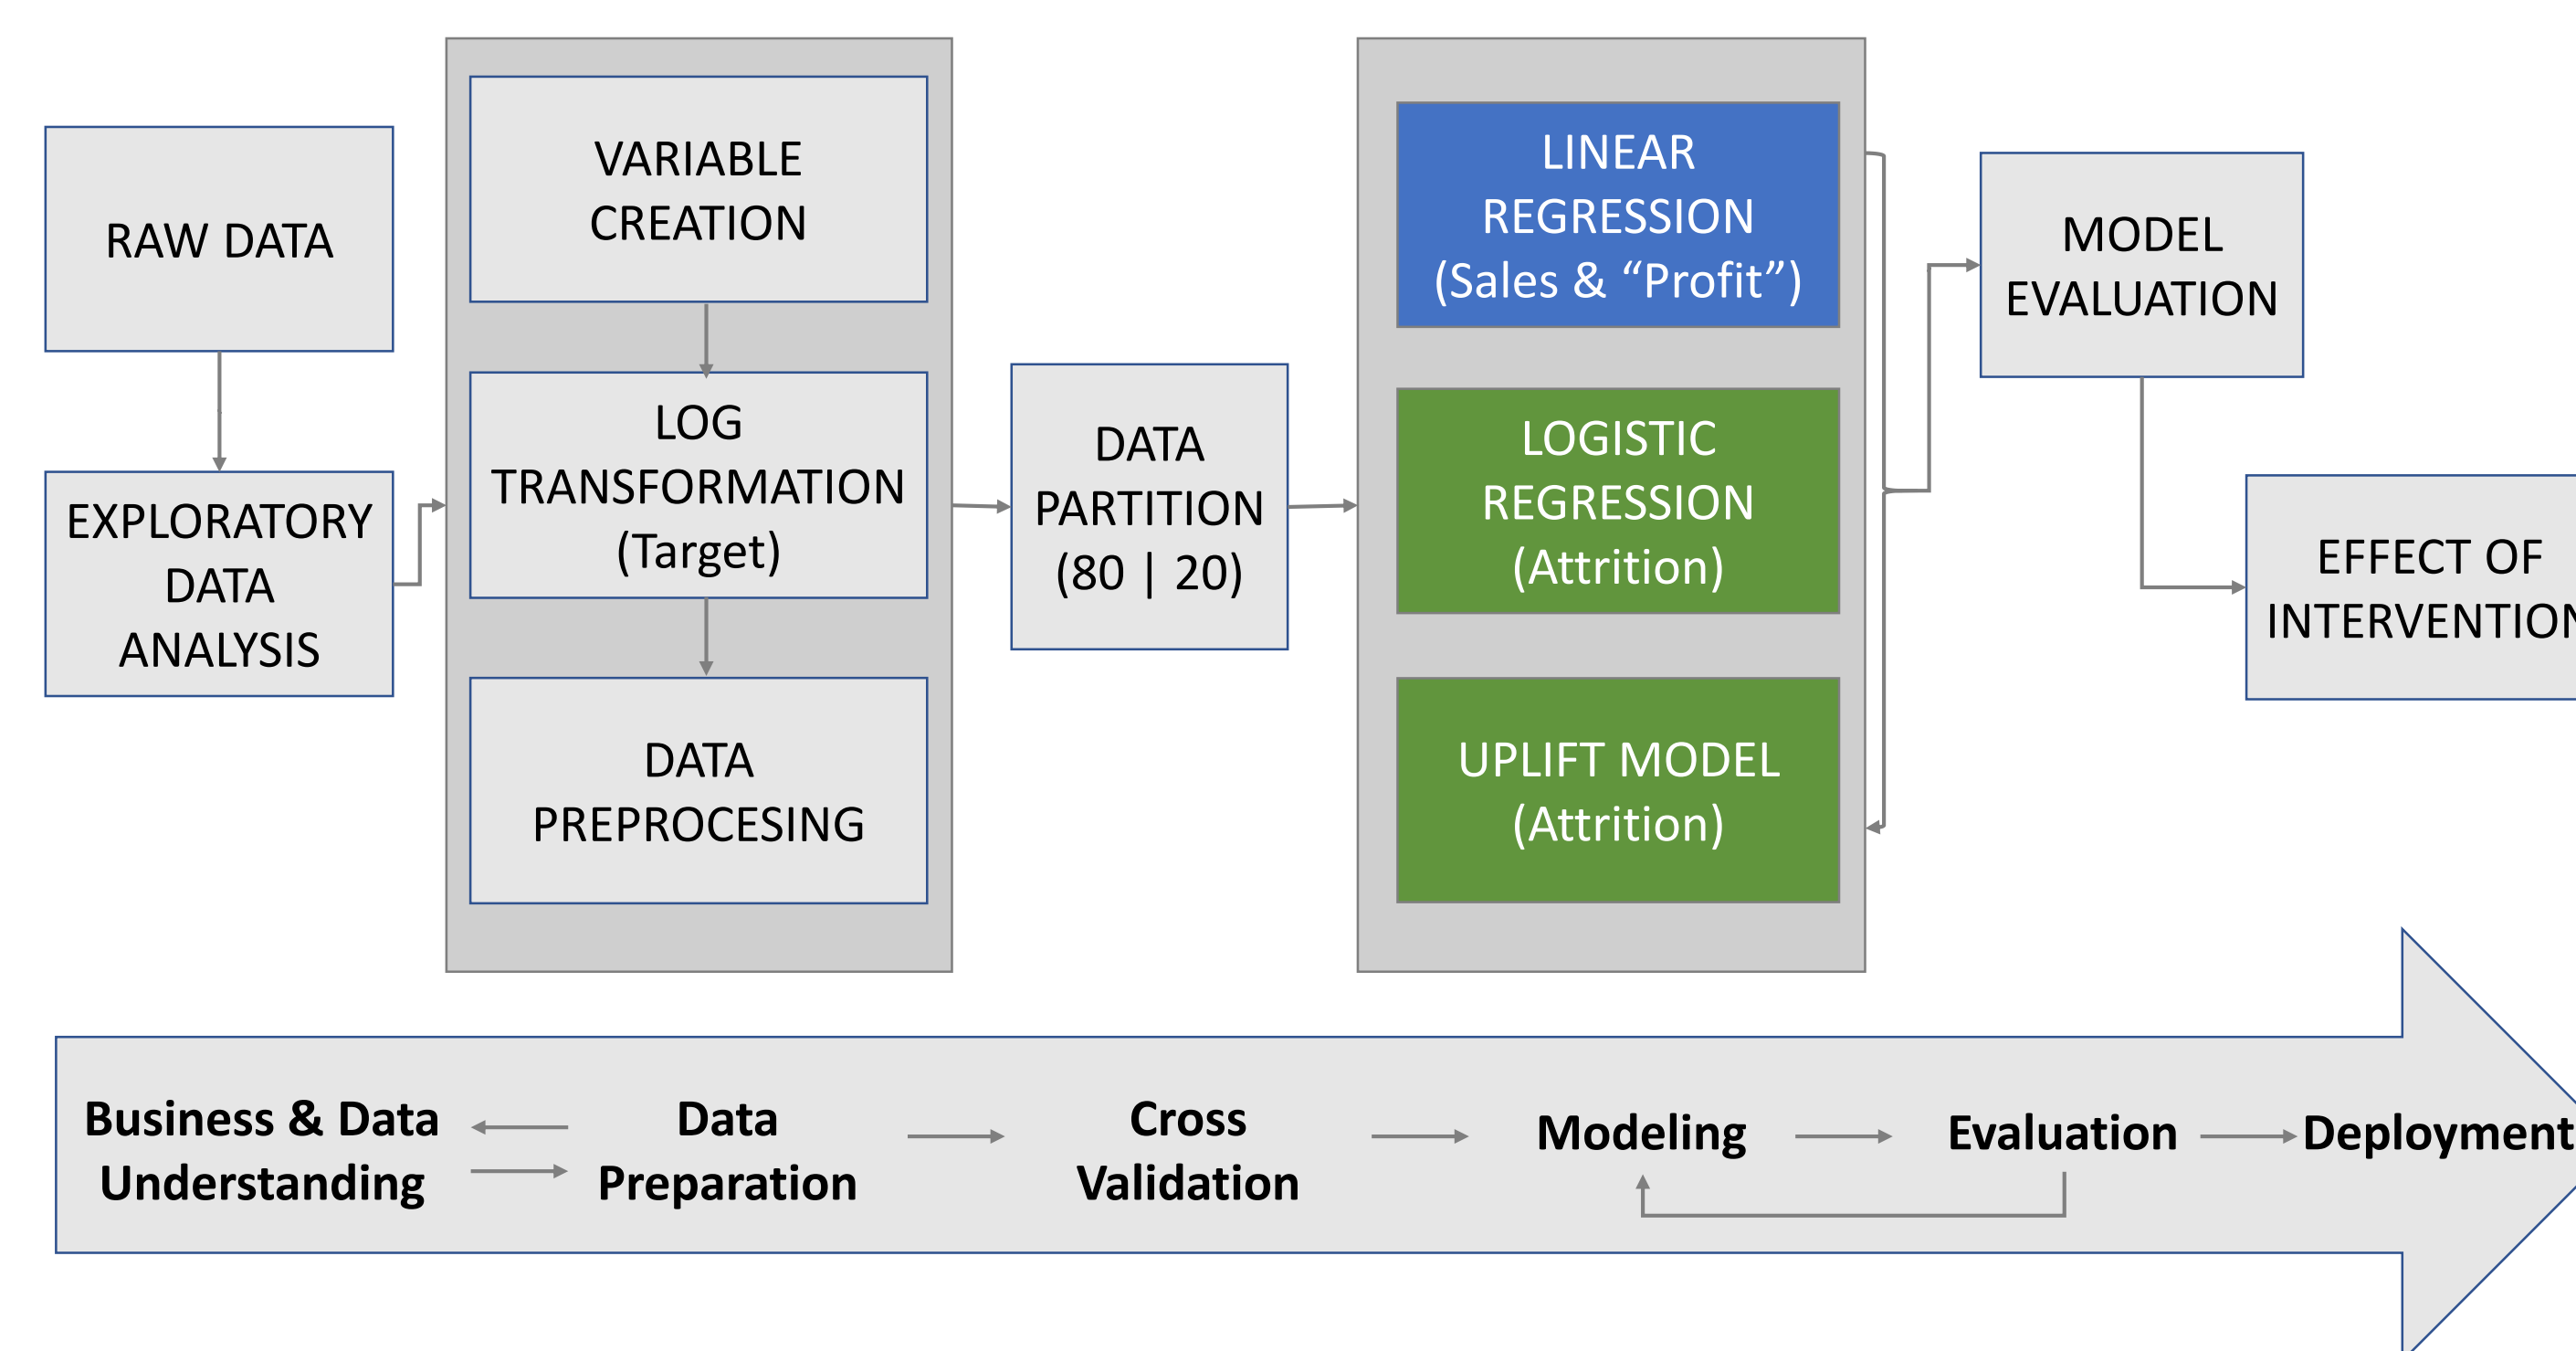 RAW DATA
EXPLORATORY
DATA
ANALYSIS
VARIABLE
CREATION
LOG
TRANSFORMATION
(Target)
DATA
PREPROCESING
DATA
PARTITION
(80 | 20)
LINEAR
REGRESSION
(Sales & “Profit”)
LOGISTIC
REGRESSION
(Attrition)
UPLIFT MODEL
(Attrition)
MODEL
EVALUATION
EFFECT OF
INTERVENTION
Business & Data
Understanding
Data
Preparation
Cross
Validation
Modeling
Evaluation
Deployment